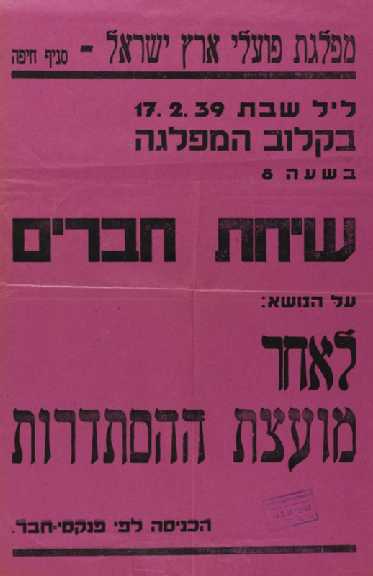 מפלגת פועלי ארץ ישראל - סניף חיפה
ליל שבת 17.2.39
בקלוב המפלגה
בשעה 8
שיחת חברים
על הנושא:
לאחר
מועצת ההסתדרות
הכניסה לפי פנקסי-חבר.